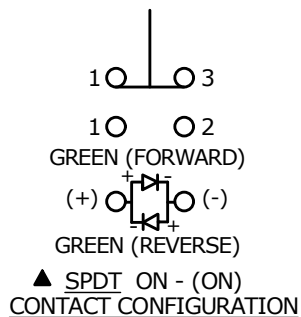 1 3
1 2
GREEN (FORWARD)
+ -
(+) (-)
- +
GREEN (REVERSE)
▲ SPDT ON - (ON)
CONTACT CONFIGURATION